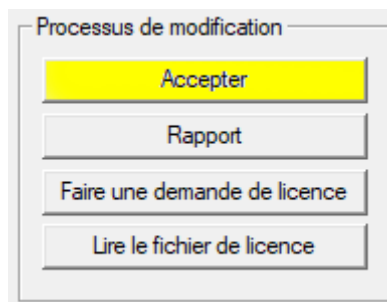 Processus de modification
Accepter
Rapport
Faire une demande de licence
Lire le fichier de licence